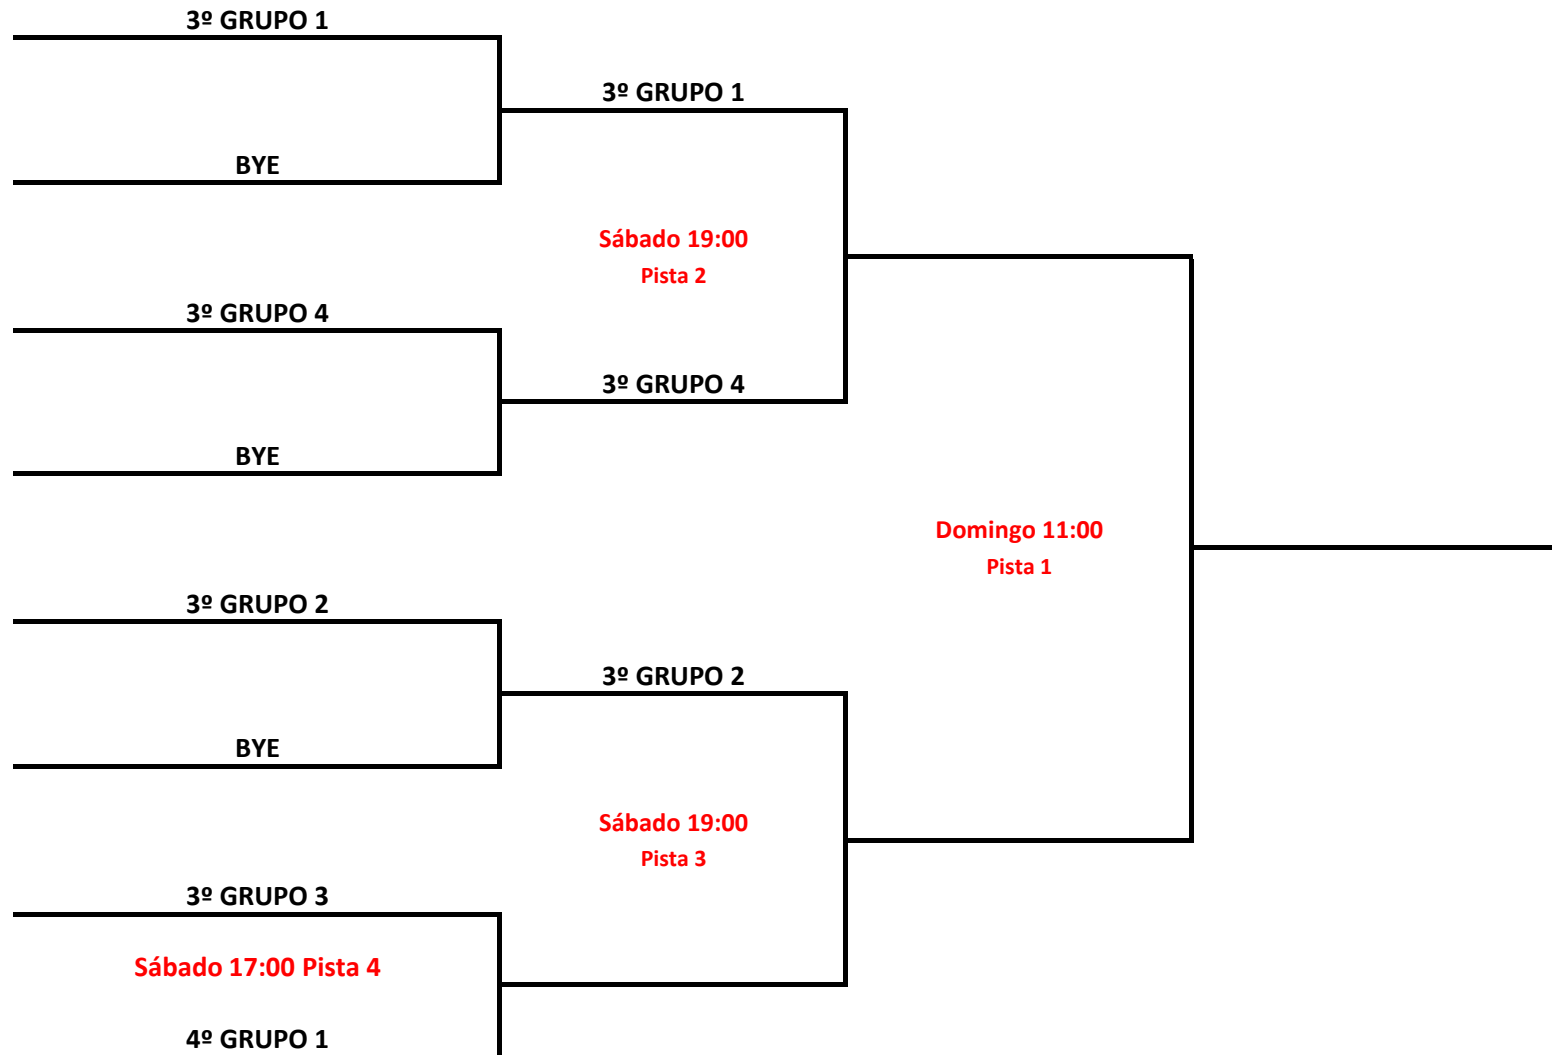 3º GRUPO 1
3º GRUPO 1
BYE
Sábado 19:00
Pista 2
3º GRUPO 4
3º GRUPO 4
BYE
Domingo 11:00
Pista 1
3º GRUPO 2
3º GRUPO 2
BYE
Sábado 19:00
Pista 3
3º GRUPO 3
Sábado 17:00 Pista 4
4º GRUPO 1